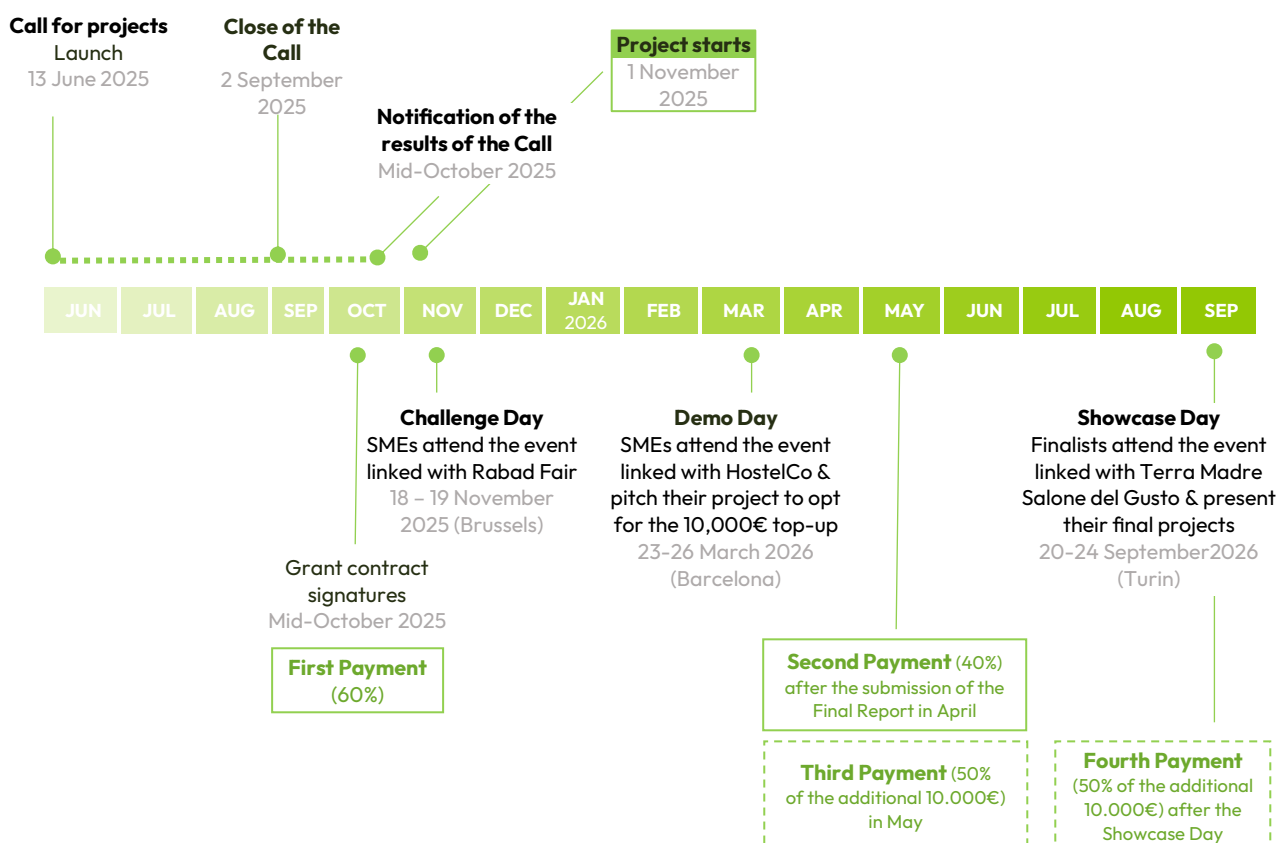 Call for projects
Launch
13 June 2025
Close of the
Call
2 September
2025
Notification of the
results of the Call
Mid-October 2025
Project starts
1 November
2025
JUN
JUL
AUG
SEP
OCT
NOV
DEC
JAN
2026
FEB
MAR
APR
MAY
JUN
JUL
AUG
SEP
Challenge Day
SMEs attend the event
linked with Rabad Fair
18 – 19 November
2025 (Brussels)
Grant contract
signatures
Mid-October 2025
First Payment
(60%)
Demo Day
SMEs attend the event
linked with HostelCo &
pitch their project to opt
for the 10,000€ top-up
23-26 March 2026
(Barcelona)
Second Payment (40%)
after the submission of the
Final Report in April
Third Payment (50%
of the additional 10.000€)
in May
Showcase Day
Finalists attend the event
linked with Terra Madre
Salone del Gusto & present
their final projects
20-24 September2026
(Turin)
Fourth Payment
(50% of the additional
10.000€) after the
Showcase Day